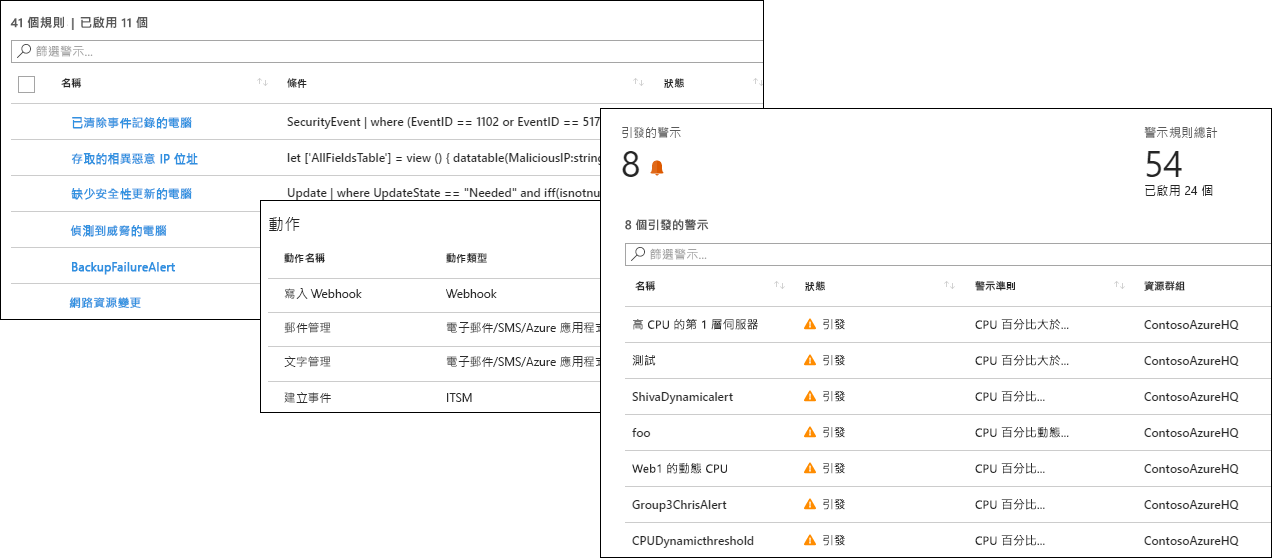 41 個規則 | 已啟用 11 個
篩選警示...
名稱 條件 狀態
已清除事件記錄的電腦 SecurityEvent | where (EventID == 1102 or EventID == 517
存取的相異惡意 IP 位址 let ['AllFieldsTable'] = view () { datatable(MaliciousIP:string
缺少安全性更新的電腦 Update | where UpdateState == "Needed" and iff(isnotnu
偵測到威脅的電腦
BackupFailureAlert
網路資源變更
動作
動作名稱 動作類型
寫入 Webhook Webhook
郵件管理 電子郵件/SMS/Azure 應用程式
文字管理 電子郵件/SMS/Azure 應用程式
建立事件 ITSM
引發的警示 警示規則總計
8 54
已啟用 24 個
8 個引發的警示
篩選警示...
名稱 狀態 警示準則 資源群組
高 CPU 的第 1 層伺服器 引發 CPU 百分比大於... ContosoAzureHQ
測試 引發 CPU 百分比大於... ContosoAzureHQ
ShivaDynamicalert 引發 CPU 百分比... ContosoAzureHQ
foo 引發 CPU 百分比動態... ContosoAzureHQ
Web1 的動態 CPU 引發 CPU 百分比... ContosoAzureHQ
Group3ChrisAlert 引發 CPU 百分比... ContosoAzureHQ
CPUDynamicthreshold 引發 CPU 百分比... ContosoAzureHQ